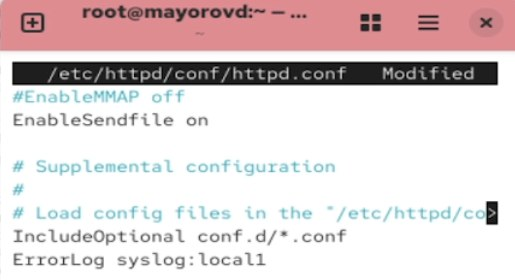 root@mayorovd:~ — ...
~
/etc/httpd/conf/httpd.conf Modified
#EnableMMAP off
EnableSendfile on
# Supplemental configuration
#
# Load config files in the "/etc/httpd/co>
IncludeOptional conf.d/*.conf
ErrorLog syslog:local1